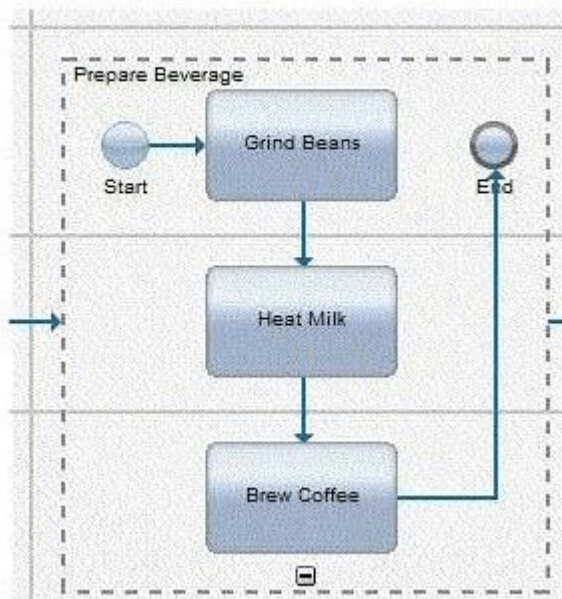 Prepare Beverage
Grind Beans
Start
End
Heat Milk
Brew Coffee